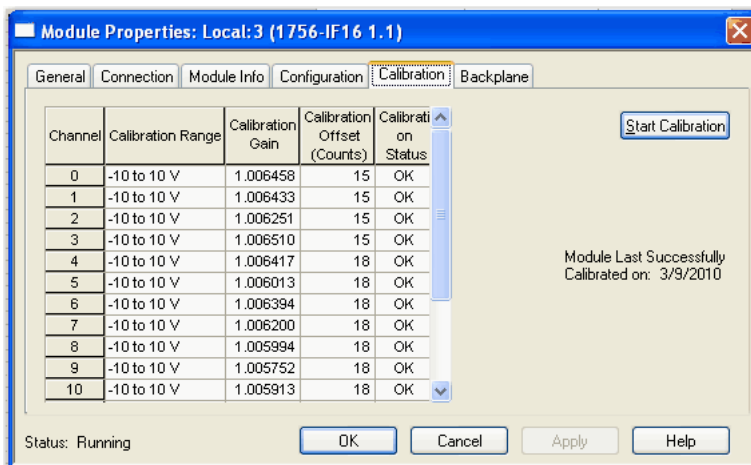 Module Properties: Local:3 (1756-IF16 1.1)
General Connection Module Info Configuration Calibration Backplane
Channel Calibration Range Calibration Gain Calibration Offset (Counts) Calibrati on Status
0 -10 to 10 V 1.006458 15 OK
1 -10 to 10 V 1.006433 15 OK
2 -10 to 10 V 1.006251 15 OK
3 -10 to 10 V 1.006510 15 OK
4 -10 to 10 V 1.006417 18 OK
5 -10 to 10 V 1.006013 18 OK
6 -10 to 10 V 1.006394 18 OK
7 -10 to 10 V 1.006200 18 OK
8 -10 to 10 V 1.005994 18 OK
9 -10 to 10 V 1.005752 18 OK
10 -10 to 10 V 1.005913 18 OK
Start Calibration
Module Last Successfully
Calibrated on: 3/9/2010
Status: Running
OK Cancel Apply Help